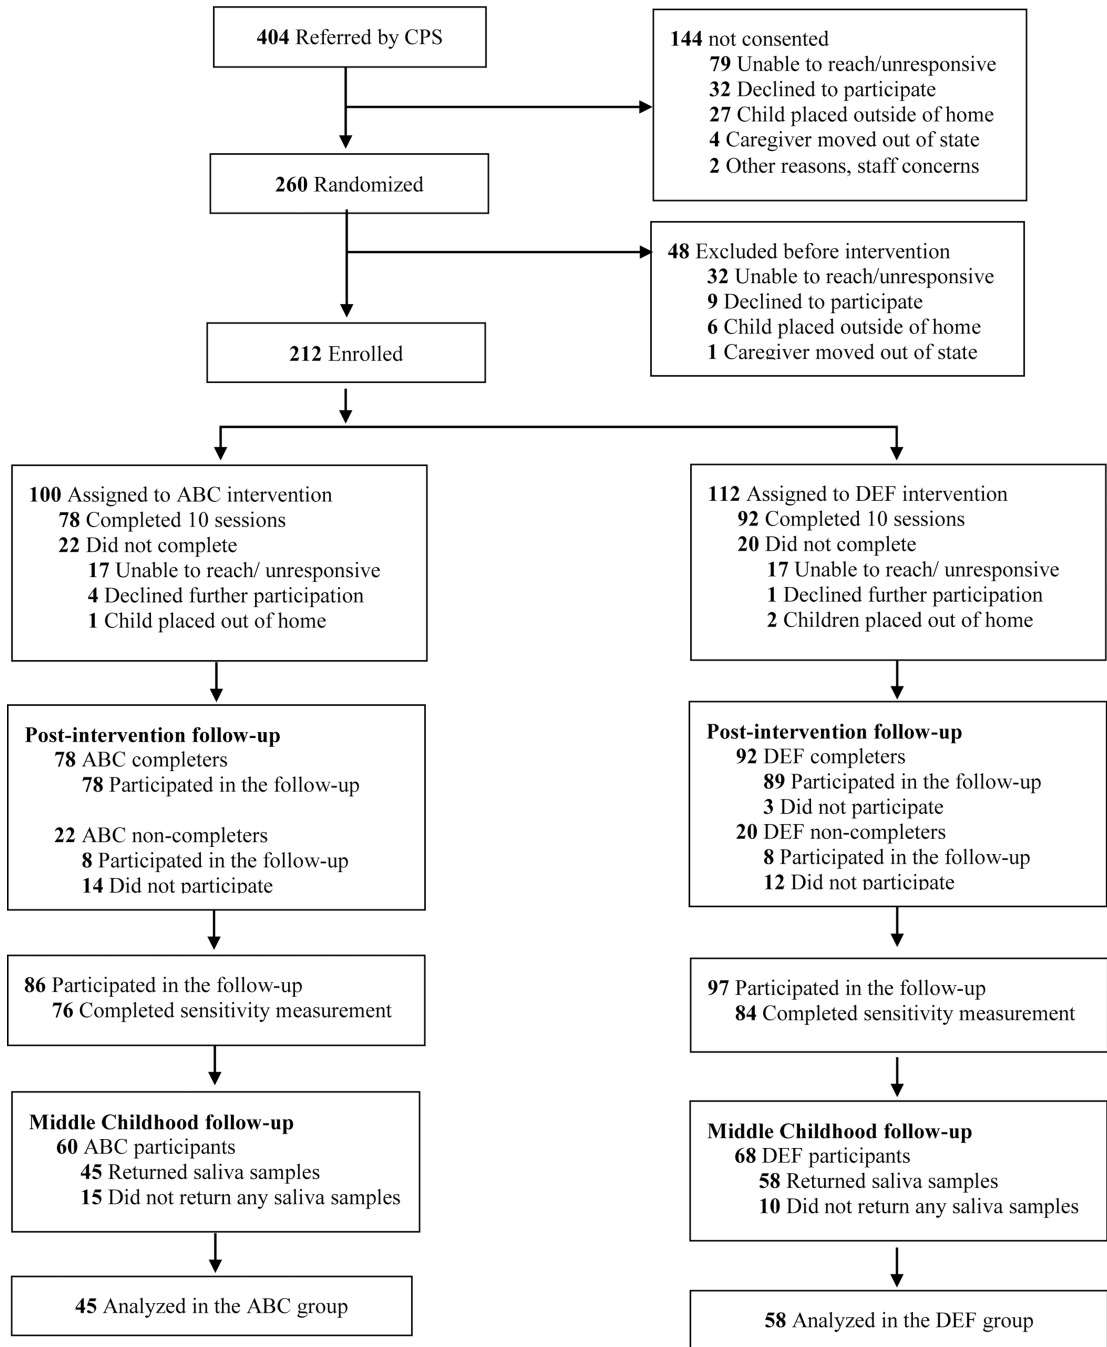 404 Referred by CPS
144 not consented
79 Unable to reach/unresponsive
32 Declined to participate
27 Child placed outside of home
4 Caregiver moved out of state
2 Other reasons, staff concerns
260 Randomized
48 Excluded before intervention
32 Unable to reach/unresponsive
9 Declined to participate
6 Child placed outside of home
1 Caregiver moved out of state
212 Enrolled
100 Assigned to ABC intervention
78 Completed 10 sessions
22 Did not complete
17 Unable to reach/ unresponsive
4 Declined further participation
1 Child placed out of home
112 Assigned to DEF intervention
92 Completed 10 sessions
20 Did not complete
17 Unable to reach/ unresponsive
1 Declined further participation
2 Children placed out of home
Post-intervention follow-up
78 ABC completers
78 Participated in the follow-up
22 ABC non-completers
8 Participated in the follow-up
14 Did not participate
Post-intervention follow-up
92 DEF completers
89 Participated in the follow-up
3 Did not participate
20 DEF non-completers
8 Participated in the follow-up
12 Did not participate
86 Participated in the follow-up
76 Completed sensitivity measurement
97 Participated in the follow-up
84 Completed sensitivity measurement
Middle Childhood follow-up
60 ABC participants
45 Returned saliva samples
15 Did not return any saliva samples
Middle Childhood follow-up
68 DEF participants
58 Returned saliva samples
10 Did not return any saliva samples
45 Analyzed in the ABC group
58 Analyzed in the DEF group